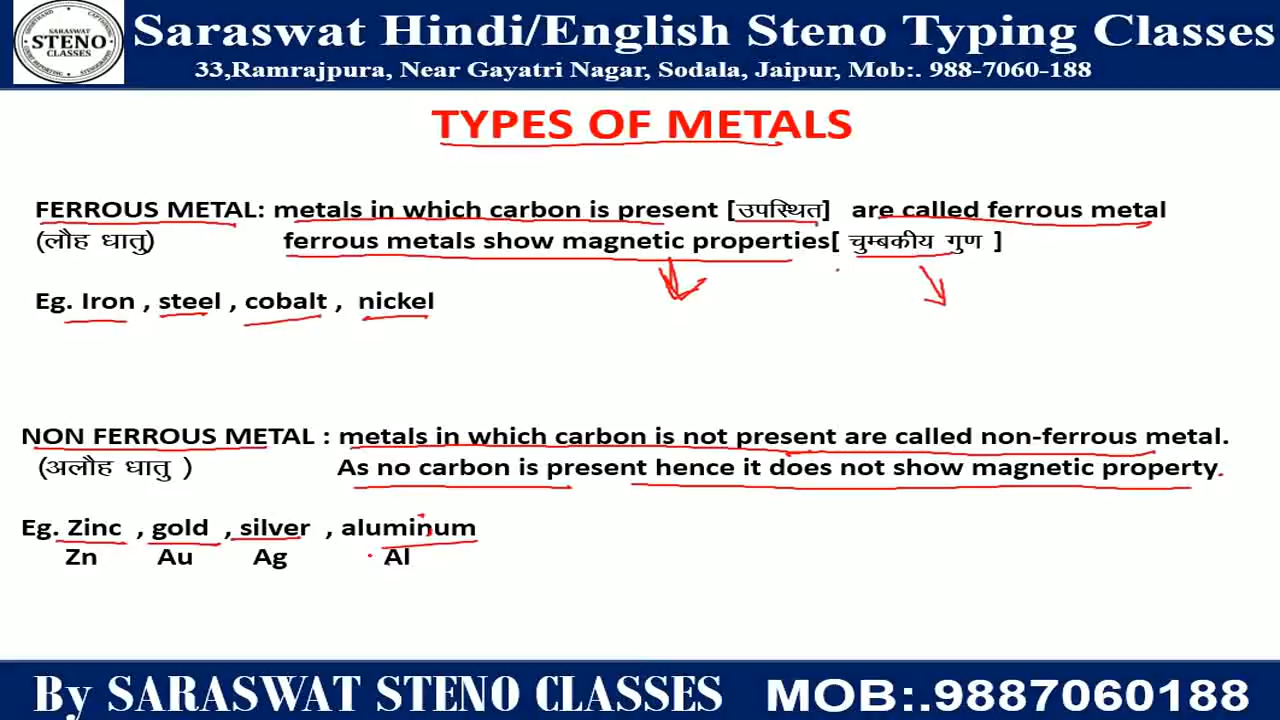 SARASWAT
STENO
CLASSES
Saraswat Hindi/English Steno Typing Classes
33,Ramrajpura, Near Gayatri Nagar, Sodala, Jaipur, Mob:. 988-7060-188
TYPES OF METALS
FERROUS METAL: metals in which carbon is present [उपस्थित] are called ferrous metal
(लौह धातु) ferrous metals show magnetic properties[ चुम्बकीय गुण ]
Eg. Iron , steel , cobalt , nickel
NON FERROUS METAL : metals in which carbon is not present are called non-ferrous metal.
(अलौह धातु ) As no carbon is present hence it does not show magnetic property.
Eg. Zinc , gold , silver , aluminum
Zn Au Ag Al
By SARASWAT STENO CLASSES MOB:.9887060188